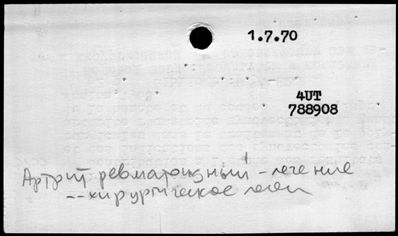 1.7.70
4UT
788908
Артрит ревматоидный - лечение
-- хирургическое лечен